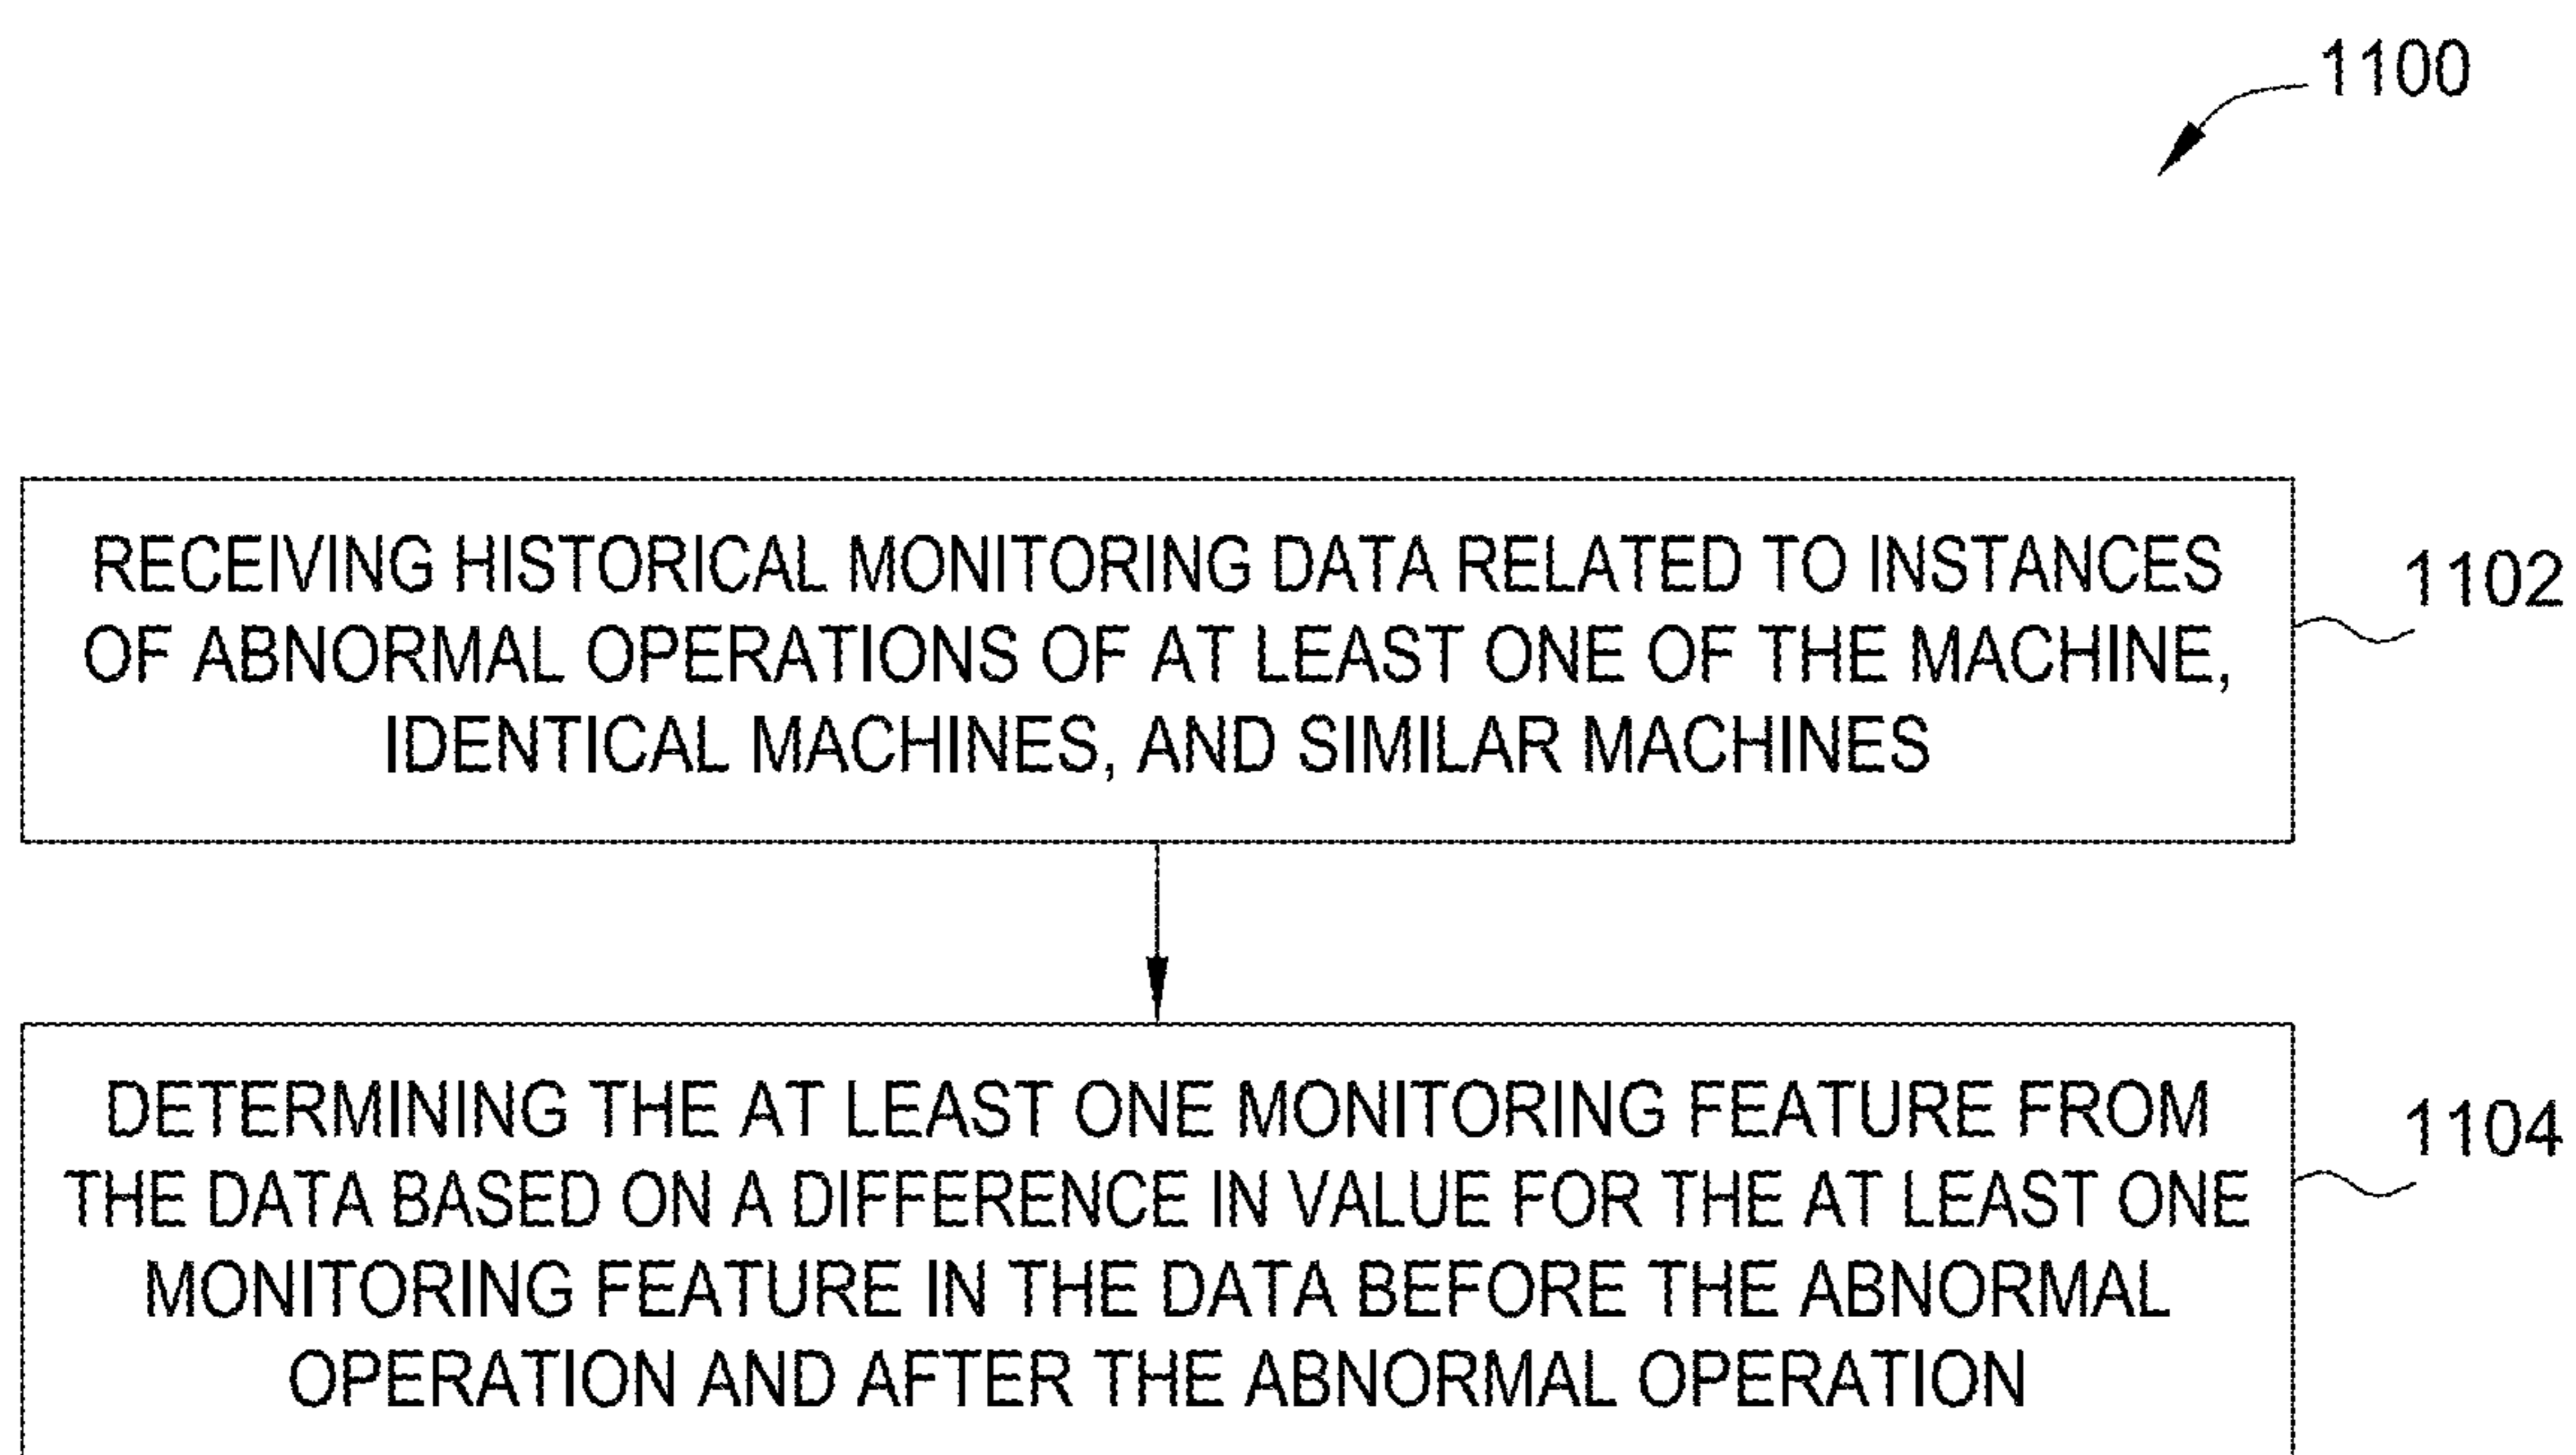 1100
RECEIVING HISTORICAL MONITORING DATA RELATED TO INSTANCES
OF ABNORMAL OPERATIONS OF AT LEAST ONE OF THE MACHINE,
IDENTICAL MACHINES, AND SIMILAR MACHINES
1102
DETERMINING THE AT LEAST ONE MONITORING FEATURE FROM
THE DATA BASED ON A DIFFERENCE IN VALUE FOR THE AT LEAST ONE
MONITORING FEATURE IN THE DATA BEFORE THE ABNORMAL
OPERATION AND AFTER THE ABNORMAL OPERATION
1104